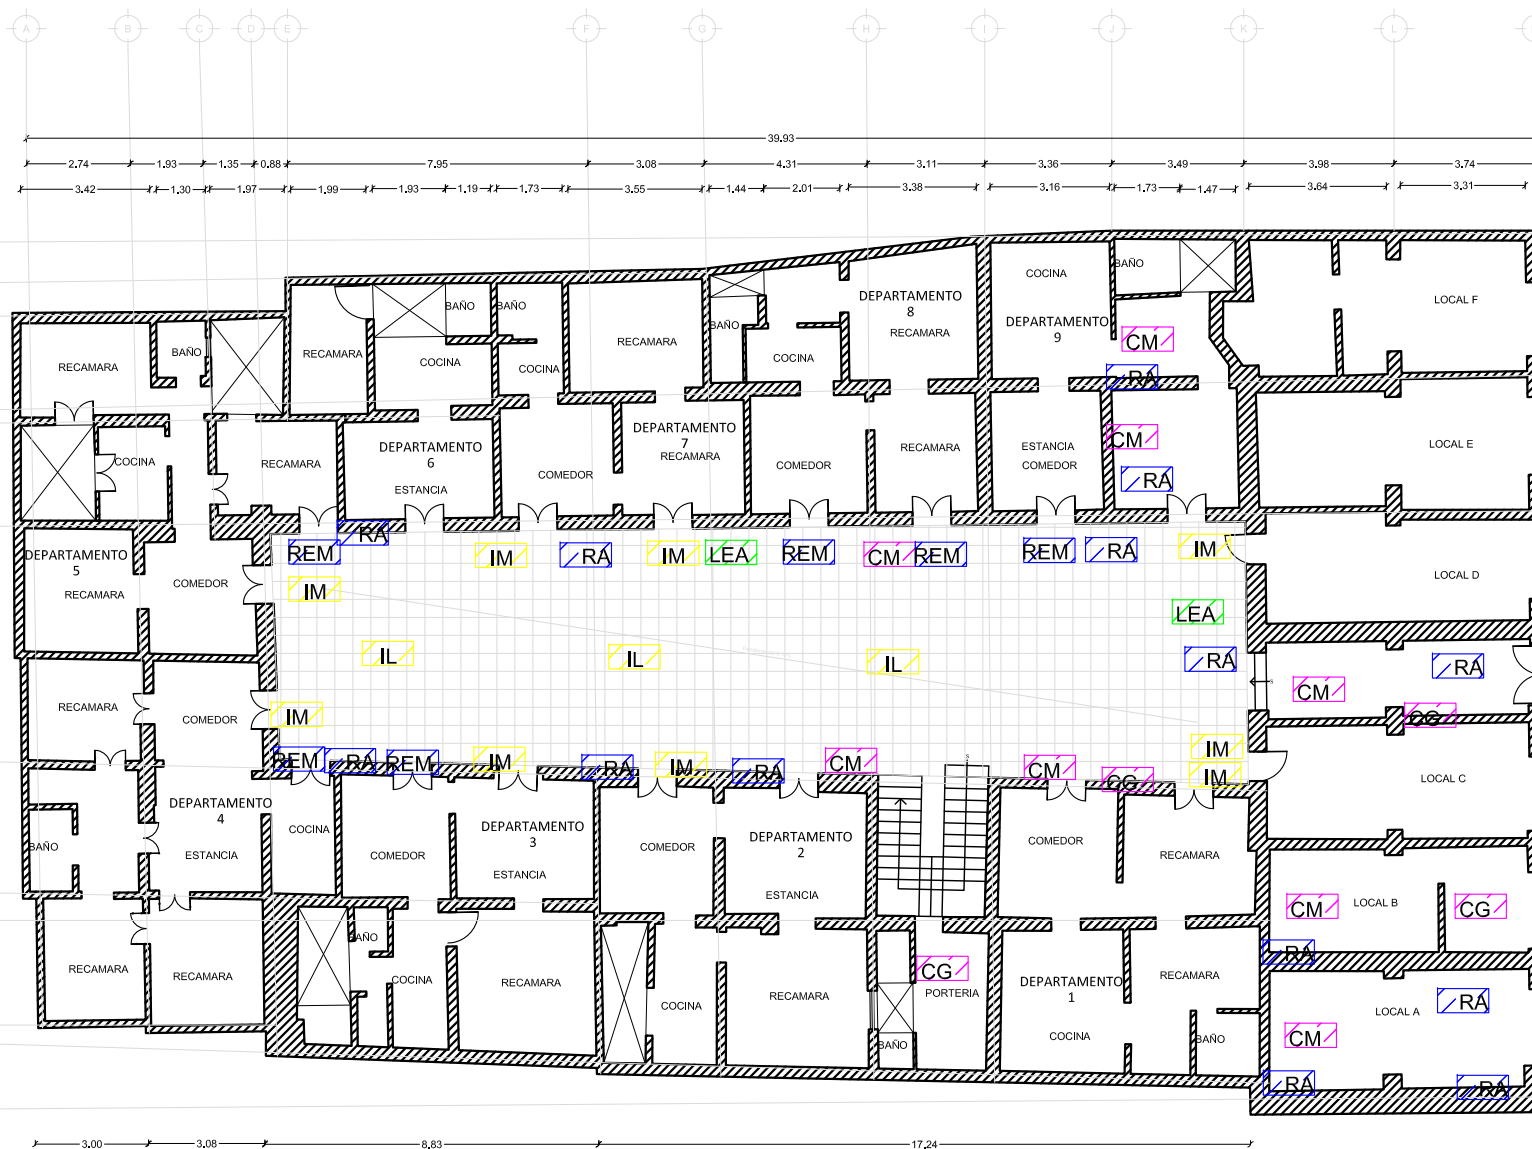 A B C D E F G H I J K L
39.93
2.74 1.93 1.35 0.88 7.95 3.08 4.31 3.11 3.36 3.49 3.98 3.74
3.42 1.30 1.97 1.99 1.93 1.19 1.73 3.55 1.44 2.01 3.38 3.16 1.73 1.47 3.64 3.31
COCINA
BAÑO
DEPARTAMENTO
8
RECAMARA
LOCAL F
BAÑO
BAÑO
DEPARTAMENTO
9
BAÑO
CM
RECAMARA
COCINA
RECAMARA
BAÑO
RECAMARA
COCINA
COCINA
COCINA
RA
DEPARTAMENTO
7
RECAMARA
DEPARTAMENTO
6
ESTANCIA
COCINA
RECAMARA
COMEDOR
COMEDOR
RECAMARA
ESTANCIA
COMEDOR
CM
RA
LOCAL E
REM
RA
IM
RA
IM
LEA
REM
CM
REM
REM
RA
IM
DEPARTAMENTO
5
RECAMARA
COMEDOR
IM
LOCAL D
LEA
IL
IL
IL
RA
RA
S
CM
CG
RECAMARA
COMEDOR
IM
IM
REM
RA
REM
IM
RA
IM
RA
CM
S
CM
CG
IM
LOCAL C
DEPARTAMENTO
4
ESTANCIA
COCINA
BAÑO
COMEDOR
DEPARTAMENTO
3
ESTANCIA
COMEDOR
DEPARTAMENTO
2
ESTANCIA
COMEDOR
RECAMARA
CM
LOCAL B
CG
RA
BAÑO
RECAMARA
RECAMARA
COCINA
RECAMARA
COCINA
RECAMARA
CG
PORTERIA
BAÑO
DEPARTAMENTO
1
COCINA
RECAMARA
BAÑO
RA
LOCAL A
CM
RA
RA
3.00 3.08 8.83 17.24